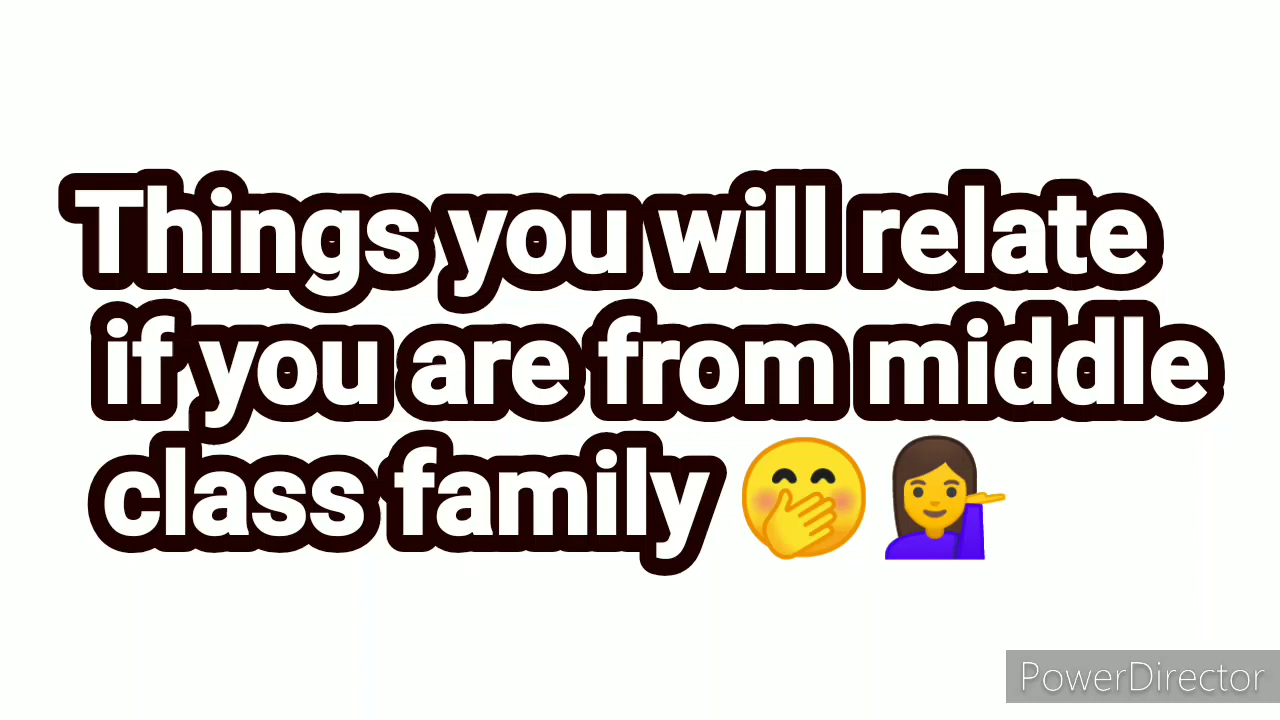 Things you will relate
if you are from middle
class family 🤭💁‍♀️
PowerDirector